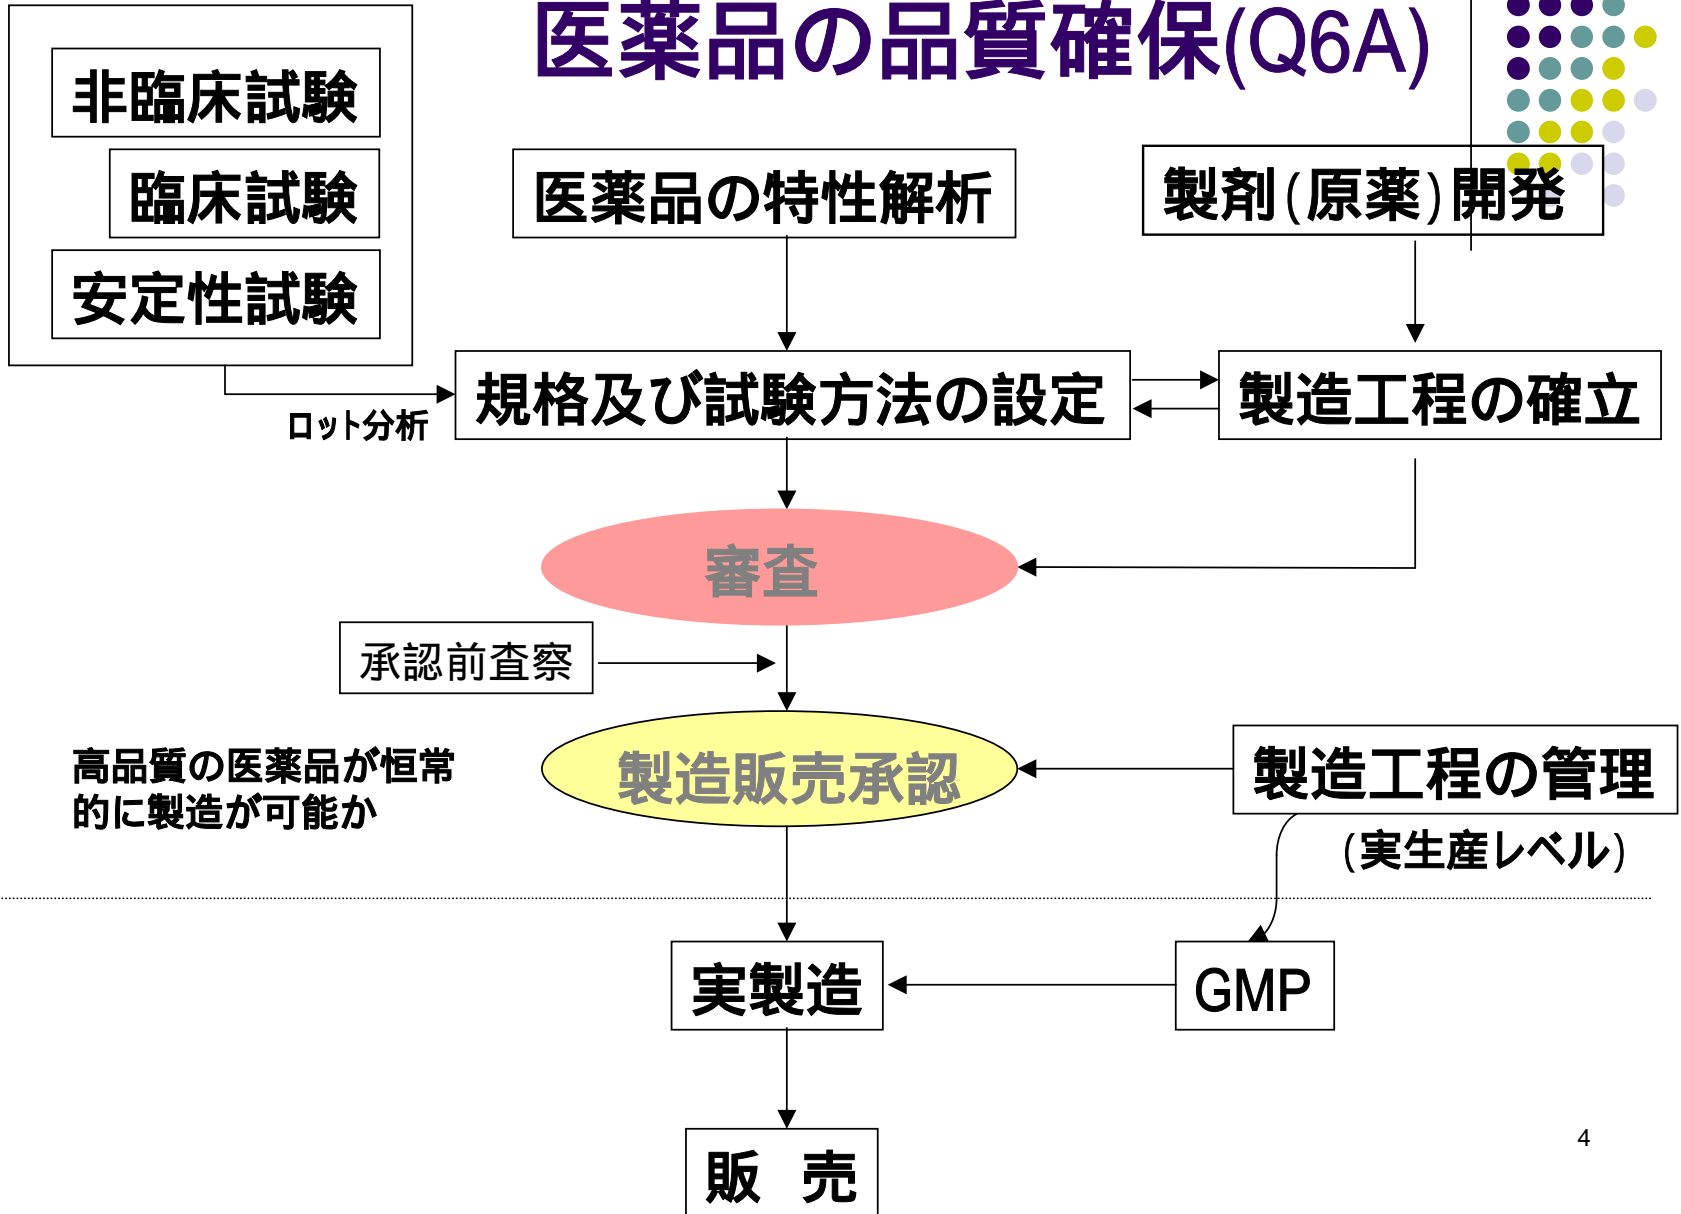 医薬品の品質確保(Q6A)
非臨床試験
臨床試験
安定性試験
医薬品の特性解析
製剤(原薬)開発
ロット分析
規格及び試験方法の設定
製造工程の確立
審査
承認前査察
高品質の医薬品が恒常
的に製造が可能か
製造販売承認
製造工程の管理
(実生産レベル)
実製造
GMP
販 売
4